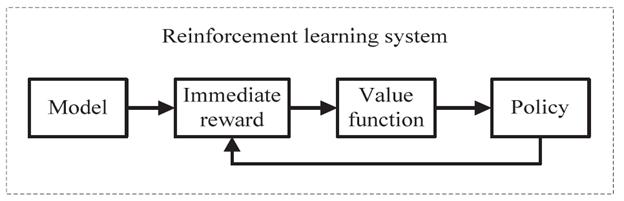 Reinforcement learning system
Model
Immediate
reward
Value
function
Policy